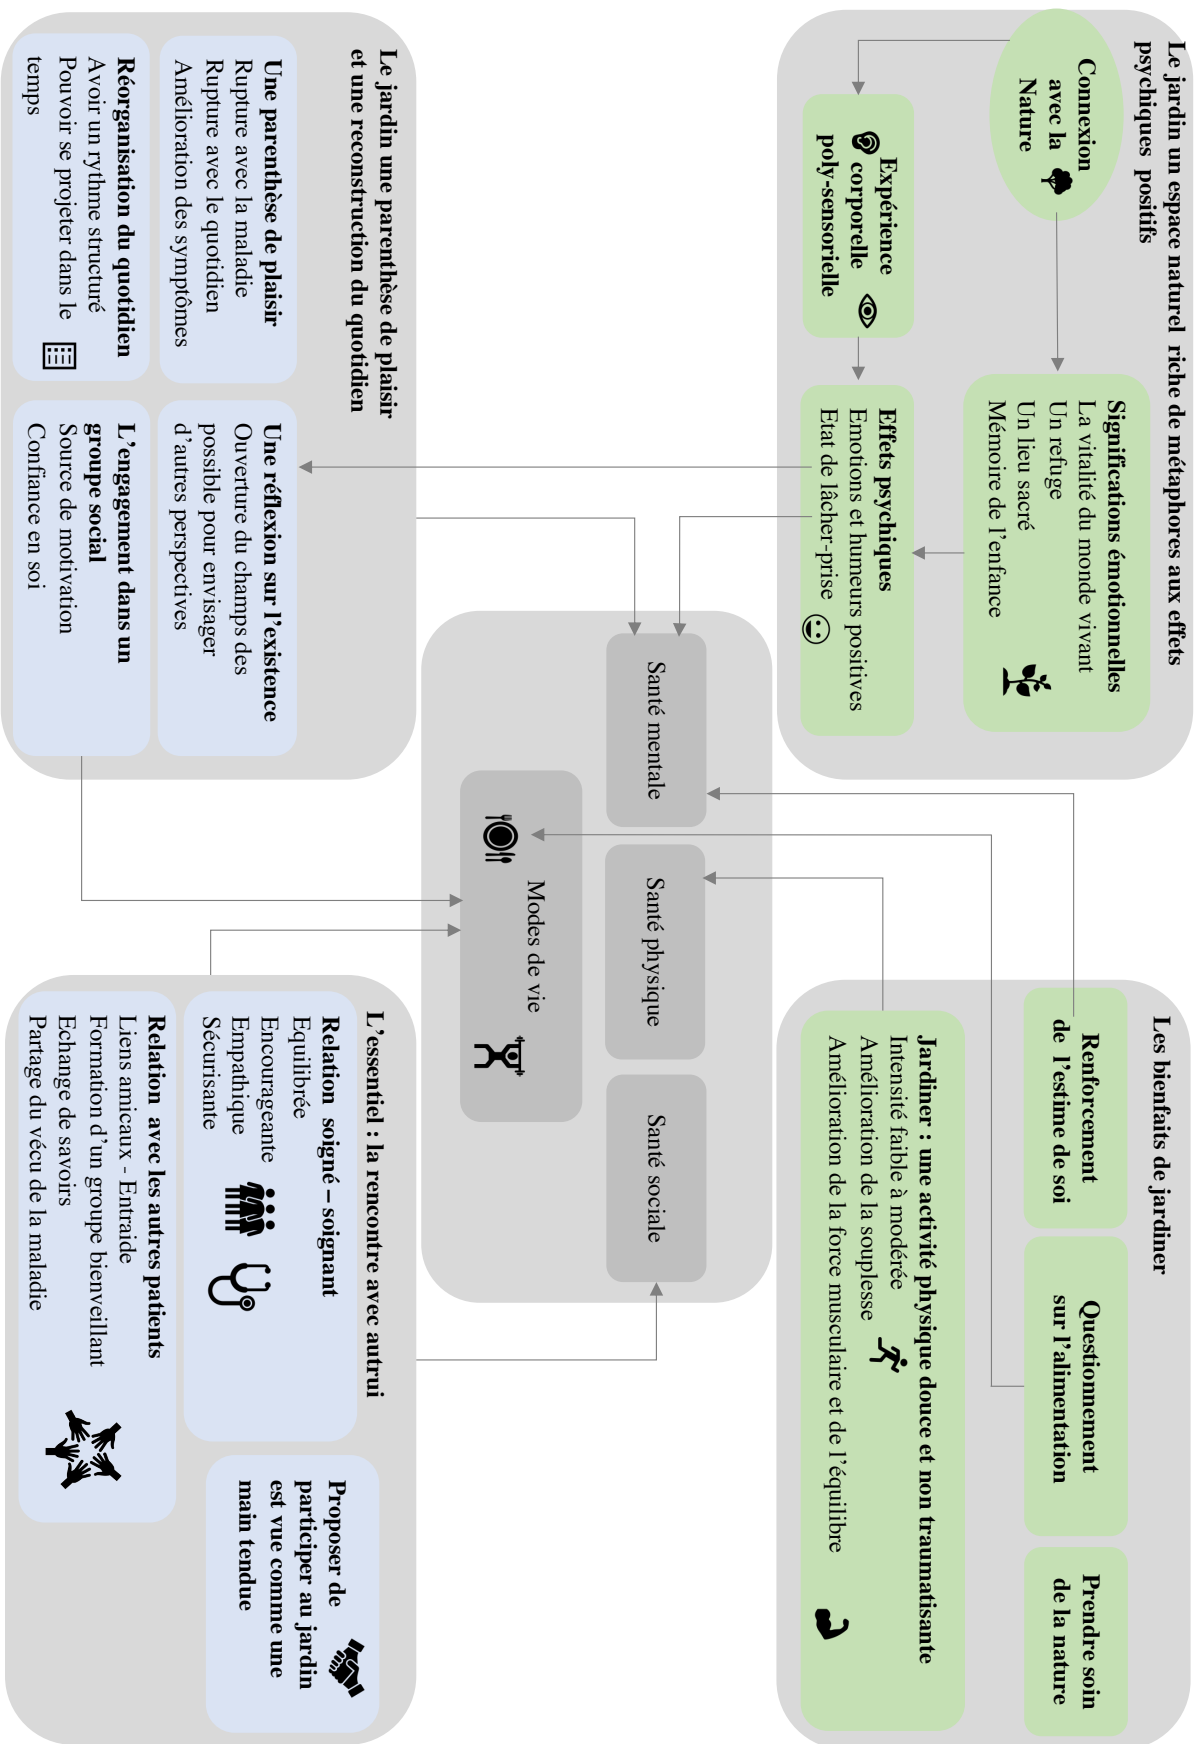 Le jardin un espace naturel riche de métaphores aux effets
psychiques positifs
Connexion
avec la
Nature
Significations émotionnelles
La vitalité du monde vivant
Un refuge
Un lieu sacré
Mémoire de l'enfance
Expérience
corporelle
poly-sensorielle
Effets psychiques
Emotions et humeurs positives
Etat de lâcher-prise
Les bienfaits de jardiner
Renforcement
de l'estime de soi
Questionnement
sur l'alimentation
Prendre soin
de la nature
Jardiner : une activité physique douce et non traumatisante
Intensité faible à modérée
Amélioration de la souplesse
Amélioration de la force musculaire et de l'équilibre
Santé mentale
Santé physique
Santé sociale
Modes de vie
Le jardin une parenthèse de plaisir
et une reconstruction du quotidien
Une parenthèse de plaisir
Rupture avec la maladie
Rupture avec le quotidien
Amélioration des symptômes
Une réflexion sur l'existence
Ouverture du champs des
possible pour envisager
d'autres perspectives
Réorganisation du quotidien
Avoir un rythme structuré
Pouvoir se projeter dans le
temps
L'engagement dans un
groupe social
Source de motivation
Confiance en soi
L'essentiel : la rencontre avec autrui
Relation soigné – soignant
Equilibrée
Encourageante
Empathique
Sécurisante
Proposer de
participer au jardin
est vue comme une
main tendue
Relation avec les autres patients
Liens amicaux - Entraide
Formation d'un groupe bienveillant
Echange de savoirs
Partage du vécu de la maladie